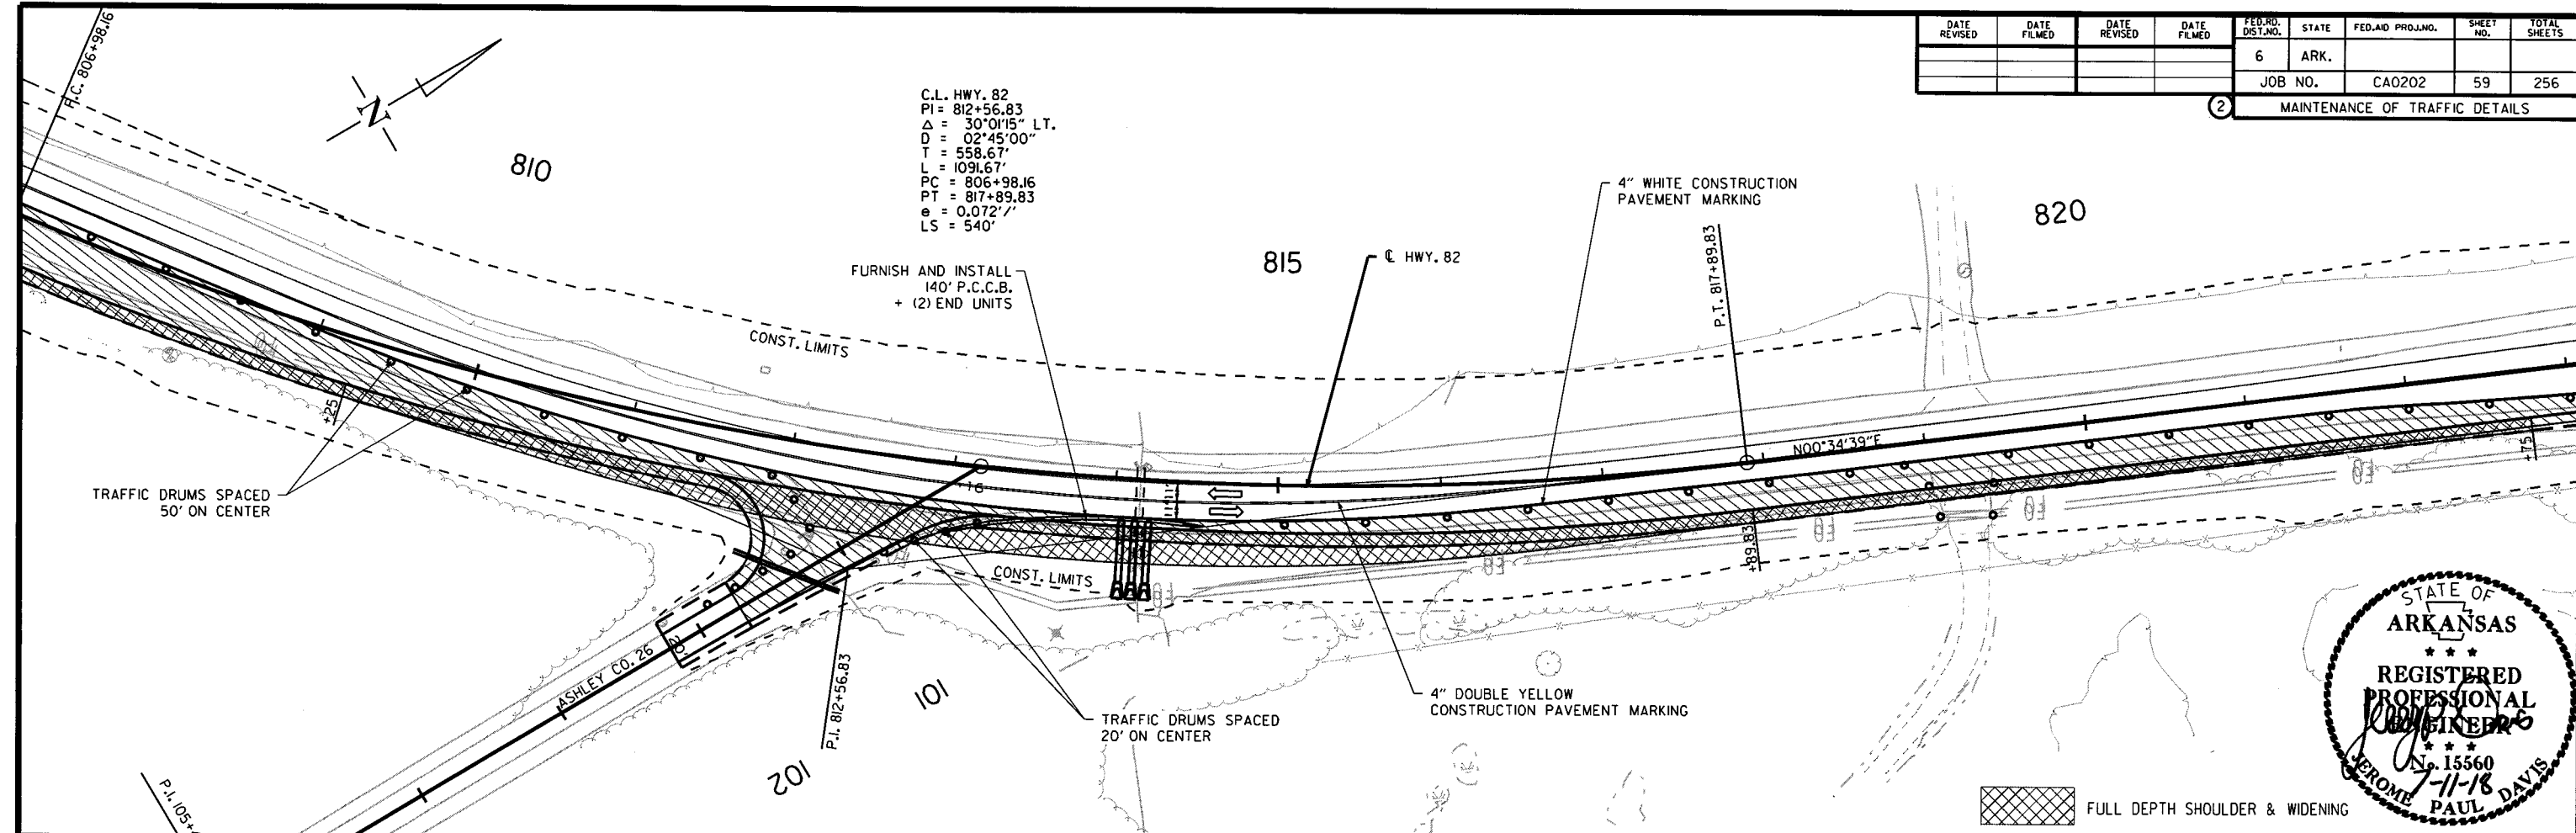 DATE REVISED
DATE FILMED
DATE REVISED
DATE FILMED
FED.RD. DIST.NO.
STATE
FED.AID PROJ.NO.
SHEET NO.
TOTAL SHEETS
6 ARK.
JOB NO. CA0202 59 256
2 MAINTENANCE OF TRAFFIC DETAILS
P.C. 806+98.16
N
810
C.L. HWY. 82
PI = 812+56.83
Δ = 30°01'15" LT.
D = 02°45'00"
T = 558.67'
L = 1091.67'
PC = 806+98.16
PT = 817+89.83
e = 0.072'/'
LS = 540'
4" WHITE CONSTRUCTION
PAVEMENT MARKING
820
815
℄ HWY. 82
P.T. 817+89.83
FURNISH AND INSTALL
140' P.C.C.B.
+ (2) END UNITS
CONST. LIMITS
+25
N00°34'39"E
+75
16
11' 11'
TRAFFIC DRUMS SPACED
50' ON CENTER
CONST. LIMITS
+89.83
20'
ASHLEY CO. 26
P.I. 812+56.83
101
102
TRAFFIC DRUMS SPACED
20' ON CENTER
4" DOUBLE YELLOW
CONSTRUCTION PAVEMENT MARKING
STATE OF
ARKANSAS
REGISTERED
PROFESSIONAL
ENGINEER
No. 15560
7-11-18
JEROME PAUL DAVIS
FULL DEPTH SHOULDER & WIDENING